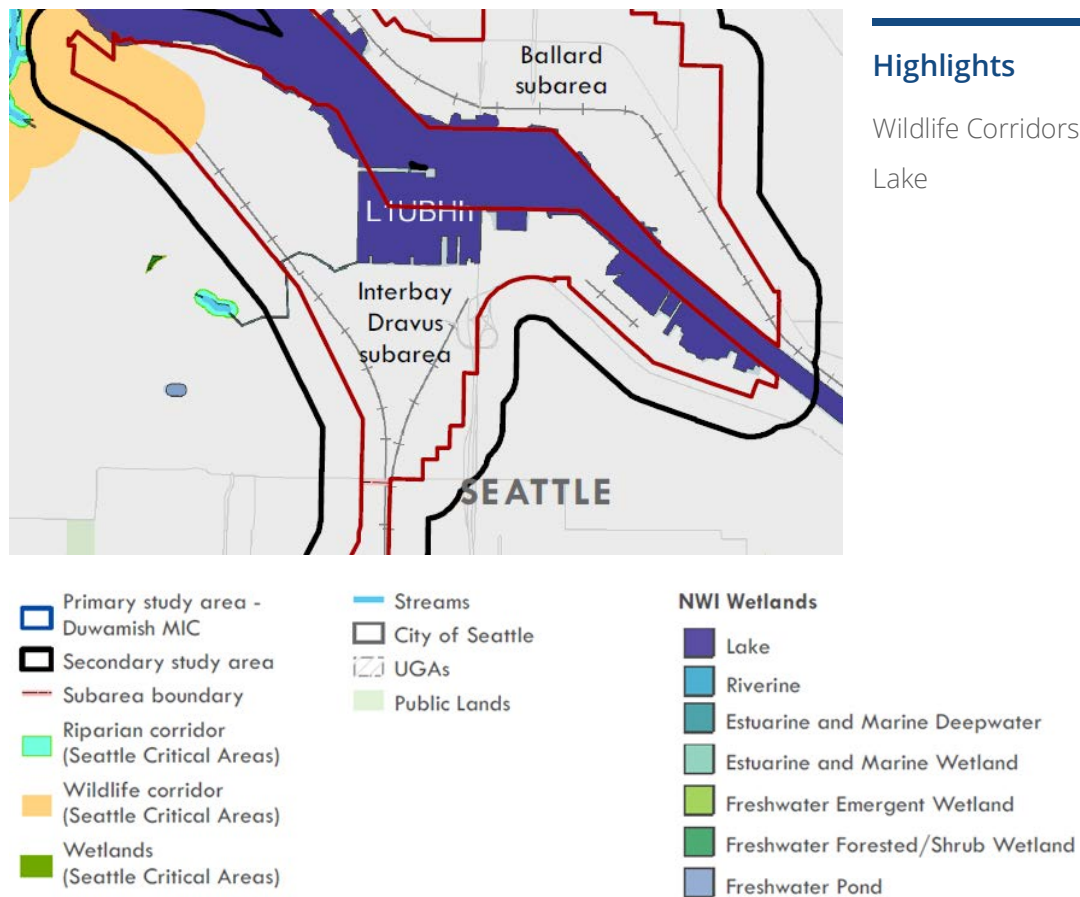 Ballard
subarea
L1UBHh
Interbay
Dravus
subarea
SEATTLE
Highlights
Wildlife Corridors
Lake
Primary study area -
Duwamish MIC
Secondary study area
Subarea boundary
Riparian corridor
(Seattle Critical Areas)
Wildlife corridor
(Seattle Critical Areas)
Wetlands
(Seattle Critical Areas)
Streams
City of Seattle
UGAs
Public Lands
NWI Wetlands
Lake
Riverine
Estuarine and Marine Deepwater
Estuarine and Marine Wetland
Freshwater Emergent Wetland
Freshwater Forested/Shrub Wetland
Freshwater Pond